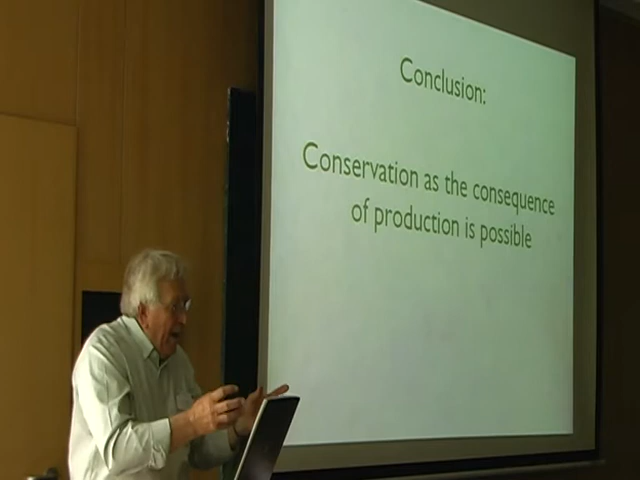 Conclusion:
Conservation as the consequence
of production is possible